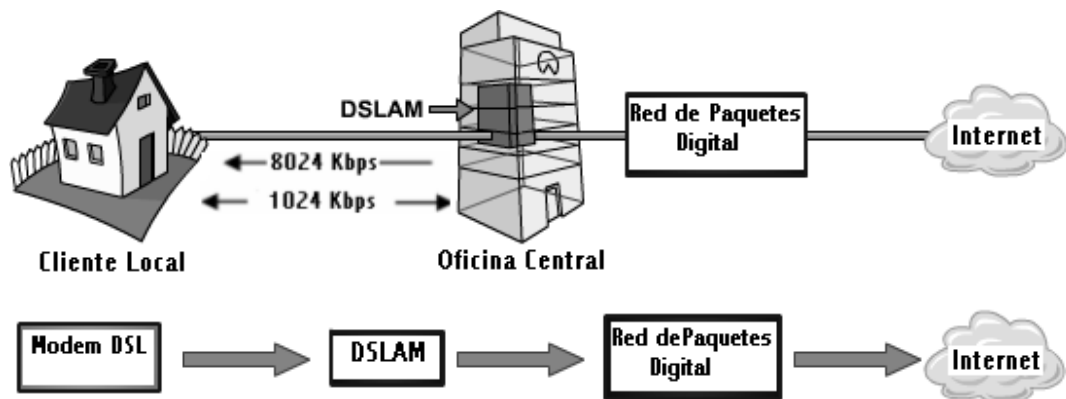 DSLAM
Red de Paquetes
Digital
Internet
8024 Kbps
1024 Kbps
Cliente Local
Oficina Central
Modem DSL
DSLAM
Red dePaquetes
Digital
Internet